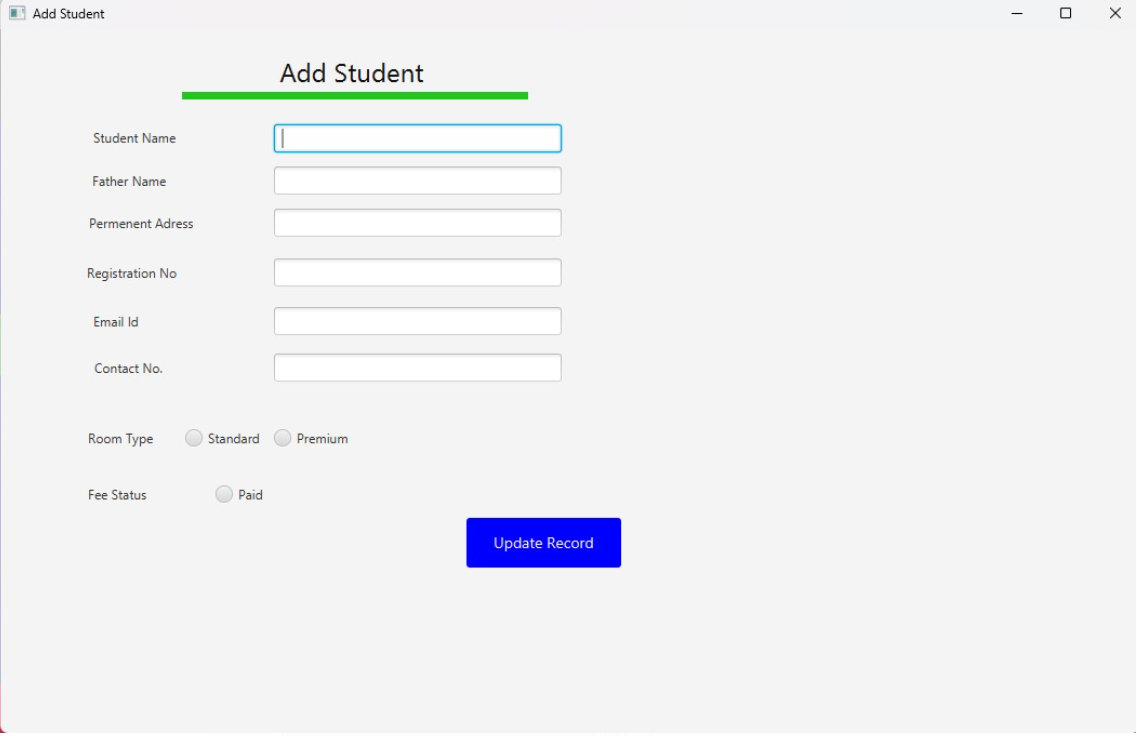 Add Student
Add Student
Student Name
Father Name
Permenent Adress
Registration No
Email Id
Contact No.
Room Type Standard Premium
Fee Status Paid
Update Record